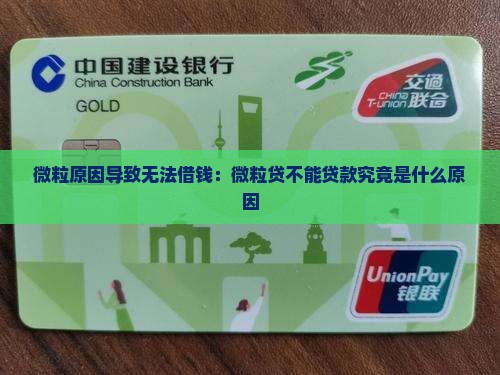 中国建设银行
China Construction Bank
GOLD
交通
联合
CHINA
T-UNION
微粒原因导致无法借钱：微粒贷不能贷款究竟是什么原
因
UnionPay
银联